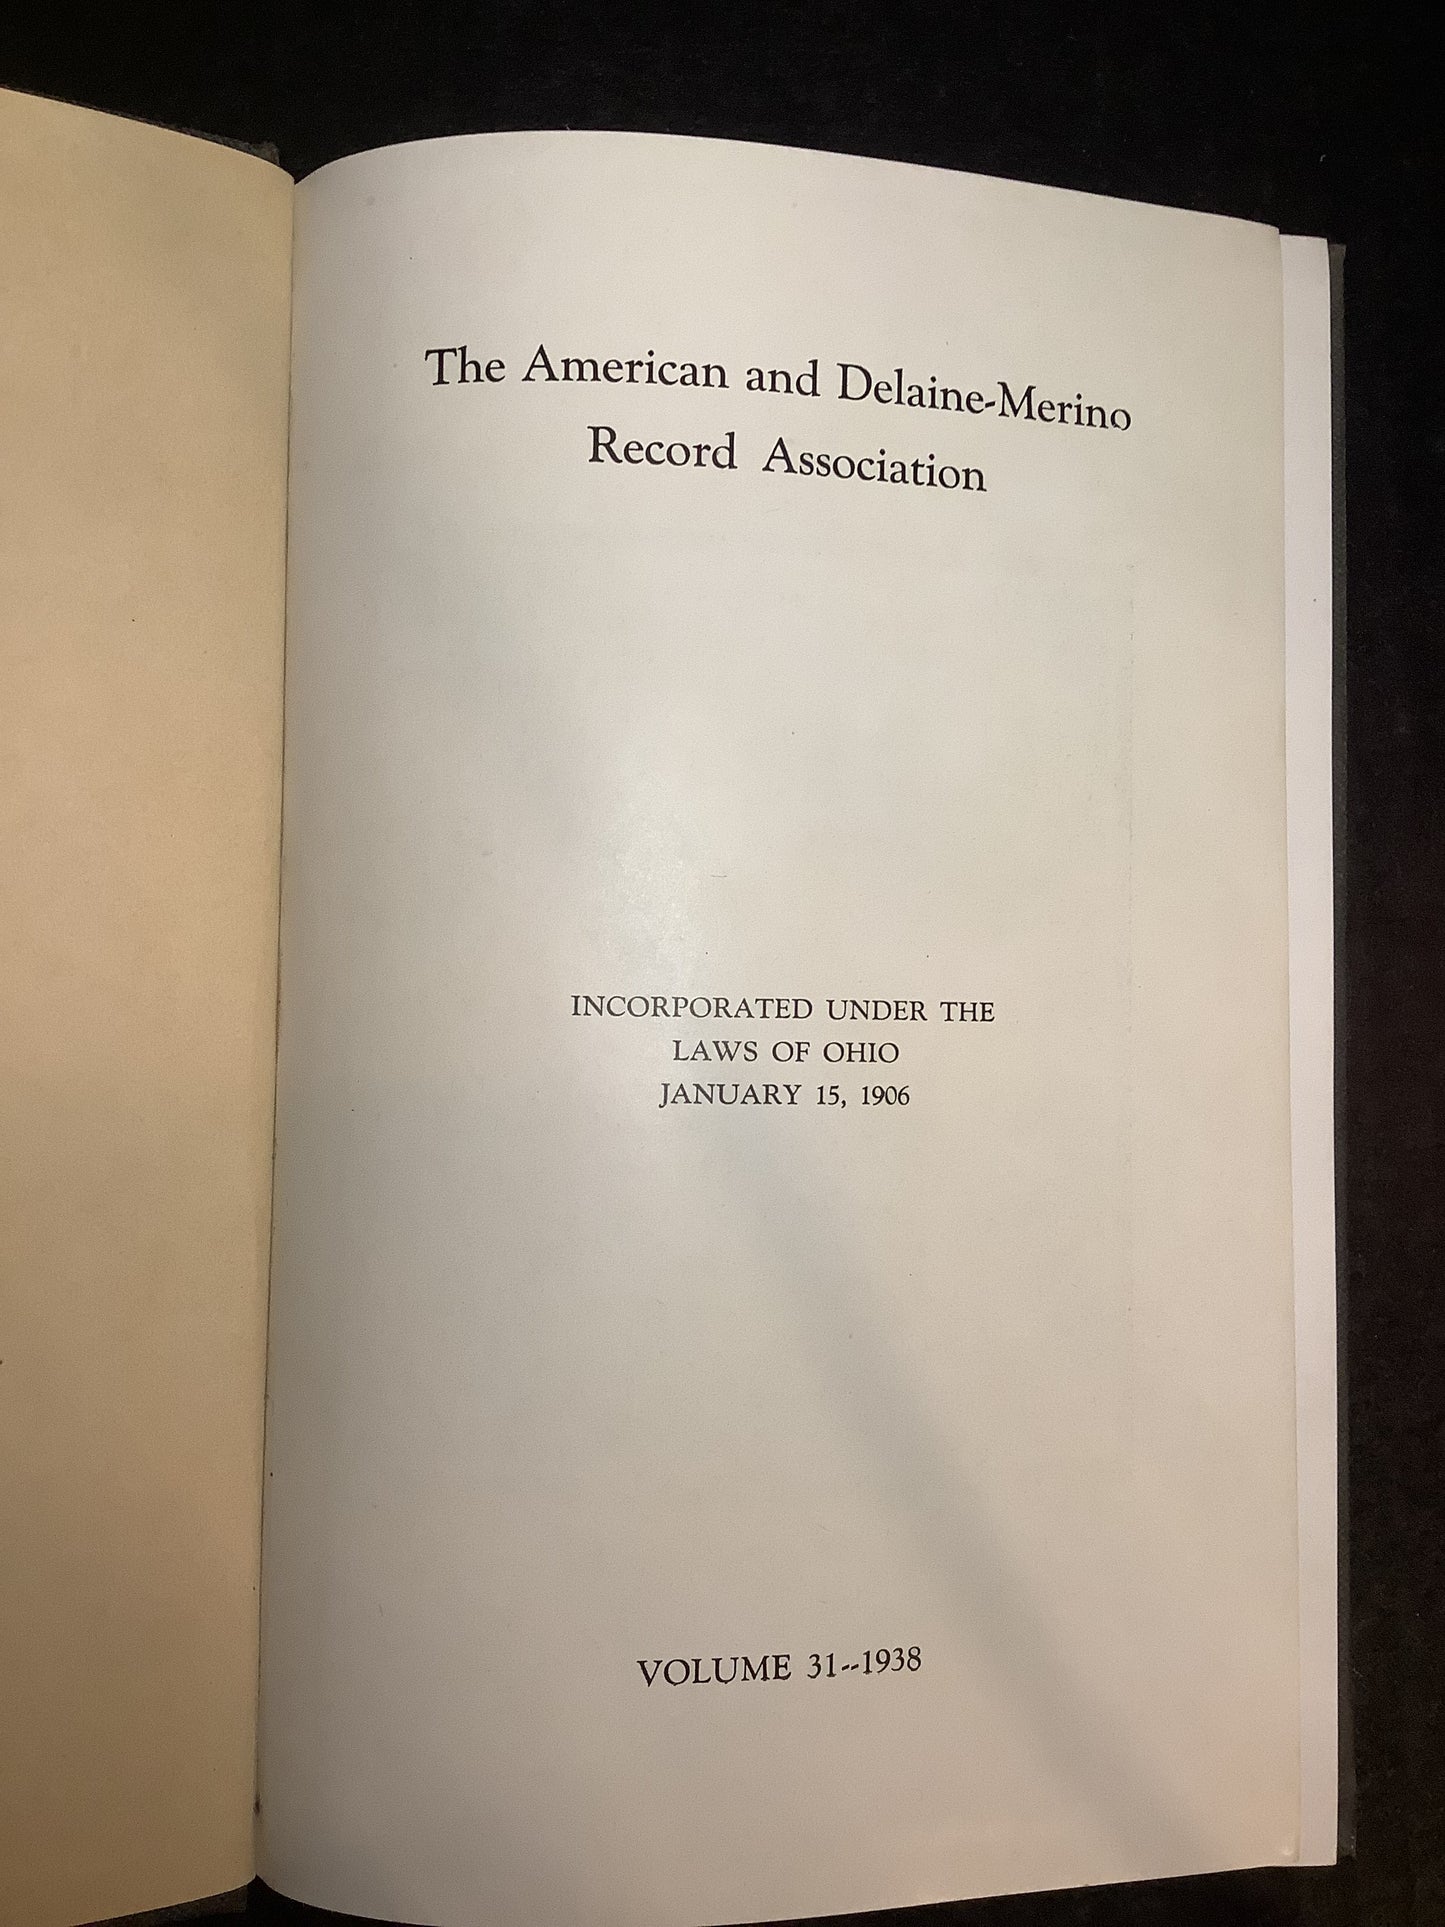 The American and Delaine-Merino
Record Association
INCORPORATED UNDER THE
LAWS OF OHIO
JANUARY 15, 1906
VOLUME 31--1938